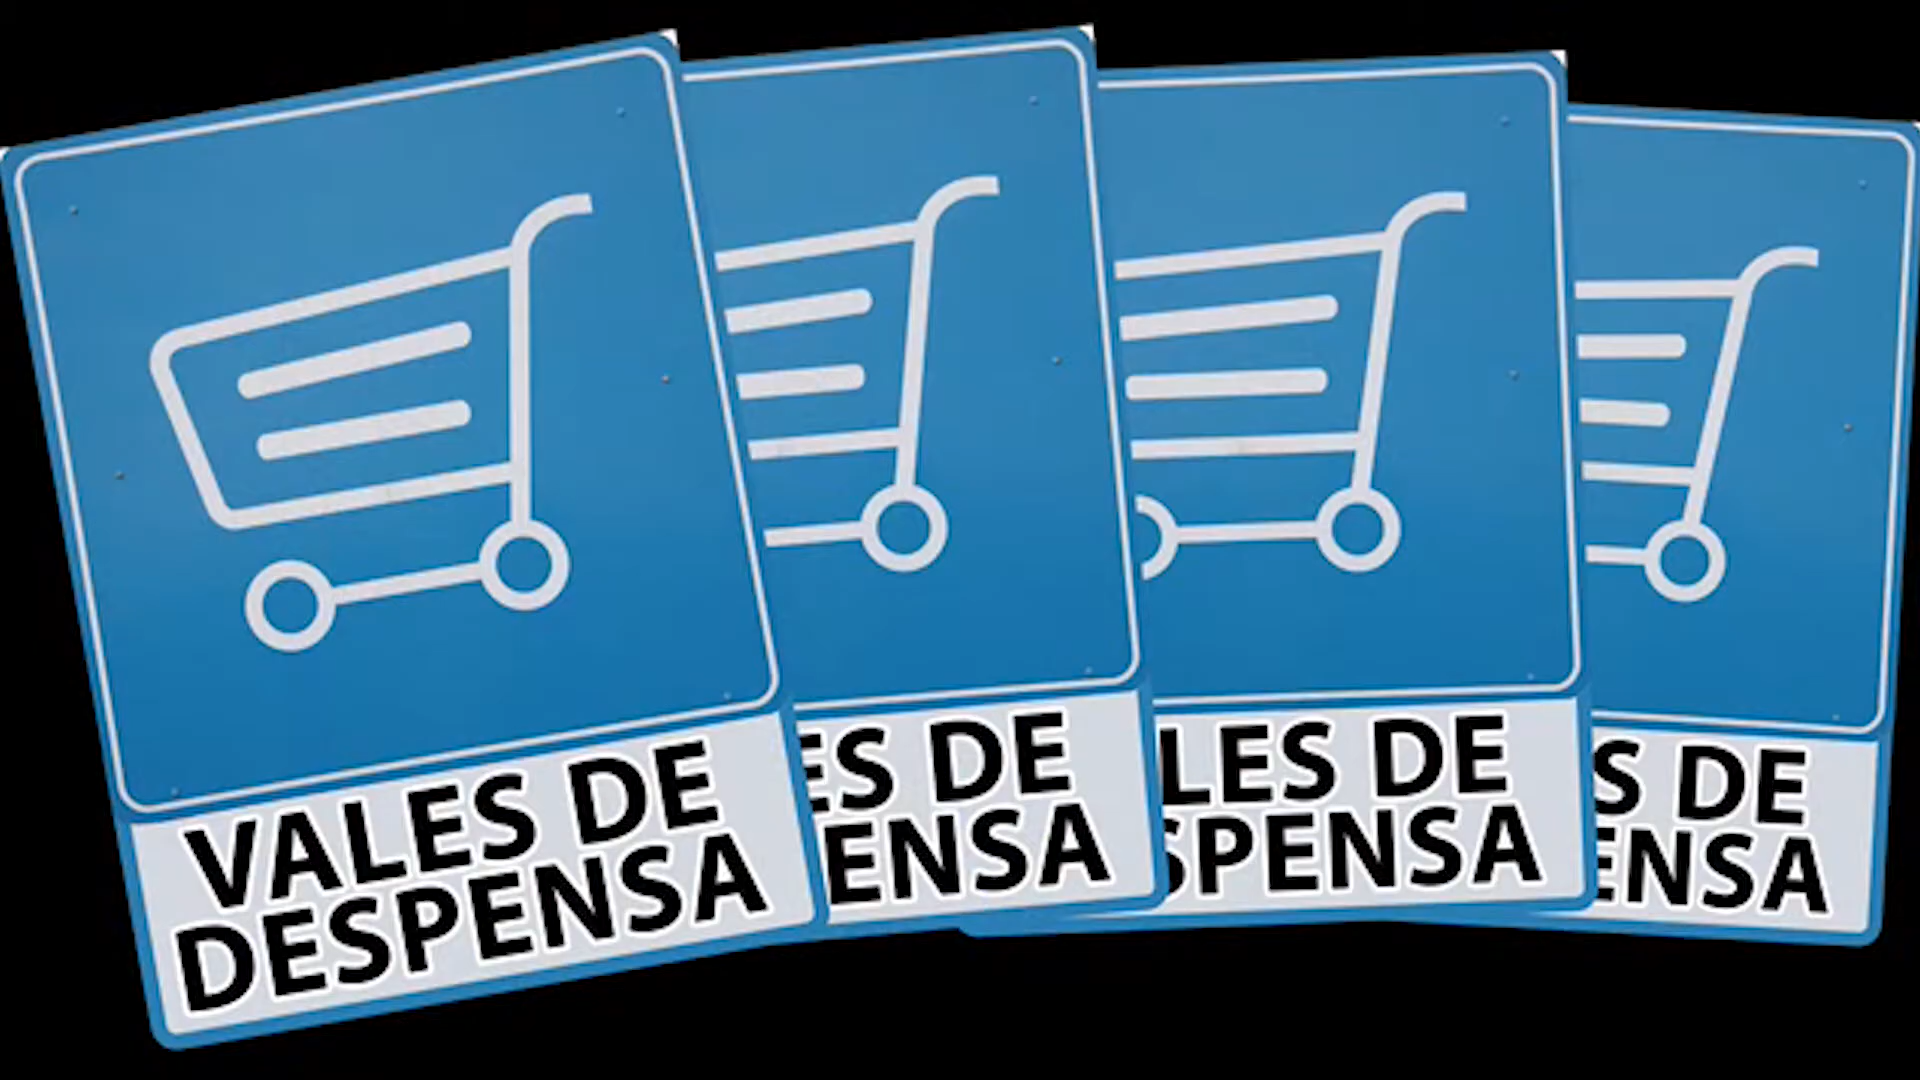 VALES DE
DESPENSA
ES DE
ENSA
LES DE
SPENSA
S DE
ENSA